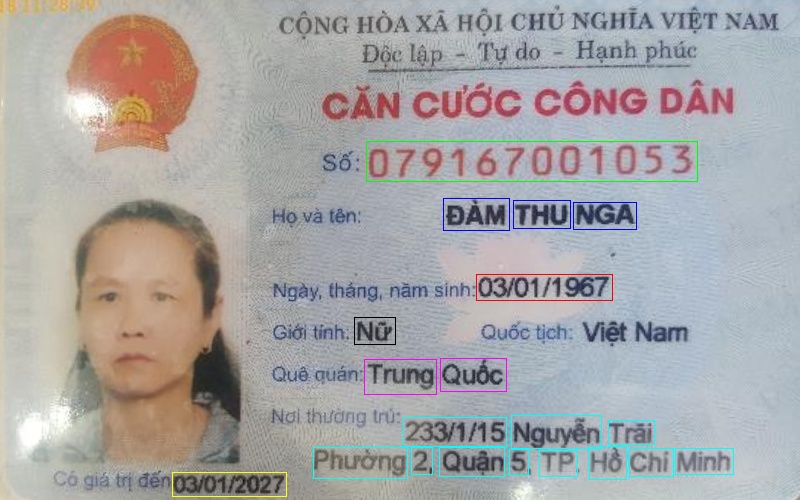 CỘNG HÒA XÃ HỘI CHỦ NGHĨA VIỆT NAM
Độc lập - Tự do - Hạnh phúc
CĂN CƯỚC CÔNG DÂN
Số: 079167001053
Họ và tên: ĐÀM THU NGA
Ngày, tháng, năm sinh: 03/01/1967
Giới tính: Nữ Quốc tịch: Việt Nam
Quê quán: Trung Quốc
Nơi thường trú: 233/1/15 Nguyễn Trãi
Phường 2, Quận 5, TP. Hồ Chí Minh
Có giá trị đến 03/01/2027